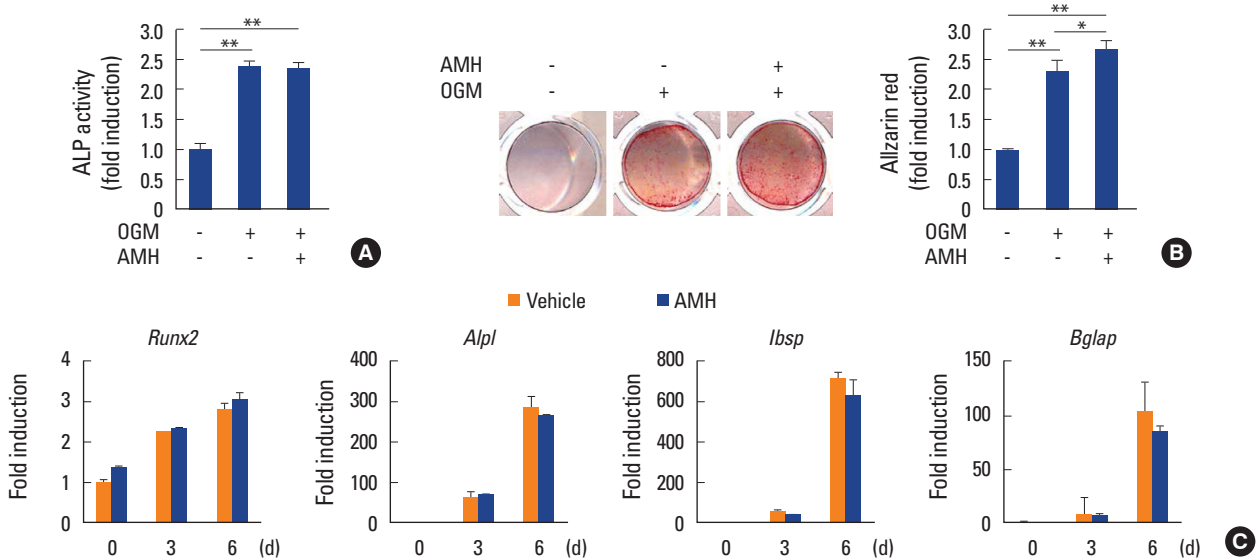 3.0
2.5
2.0
1.5
1.0
0.5
0
ALP activity
(fold induction)
**
**
OGM - + +
AMH - - +
A
AMH - - +
OGM - + +
3.0
2.5
2.0
1.5
1.0
0.5
0
Alizarin red
(fold induction)
**
**
*
OGM - + +
AMH - - +
B
Vehicle AMH
Runx2
Fold induction
4
3
2
1
0
0 3 6 (d)
Alpl
Fold induction
400
300
200
100
0
0 3 6 (d)
Ibsp
Fold induction
800
600
400
200
0
0 3 6 (d)
Bglap
Fold induction
150
100
50
0
0 3 6 (d)
C